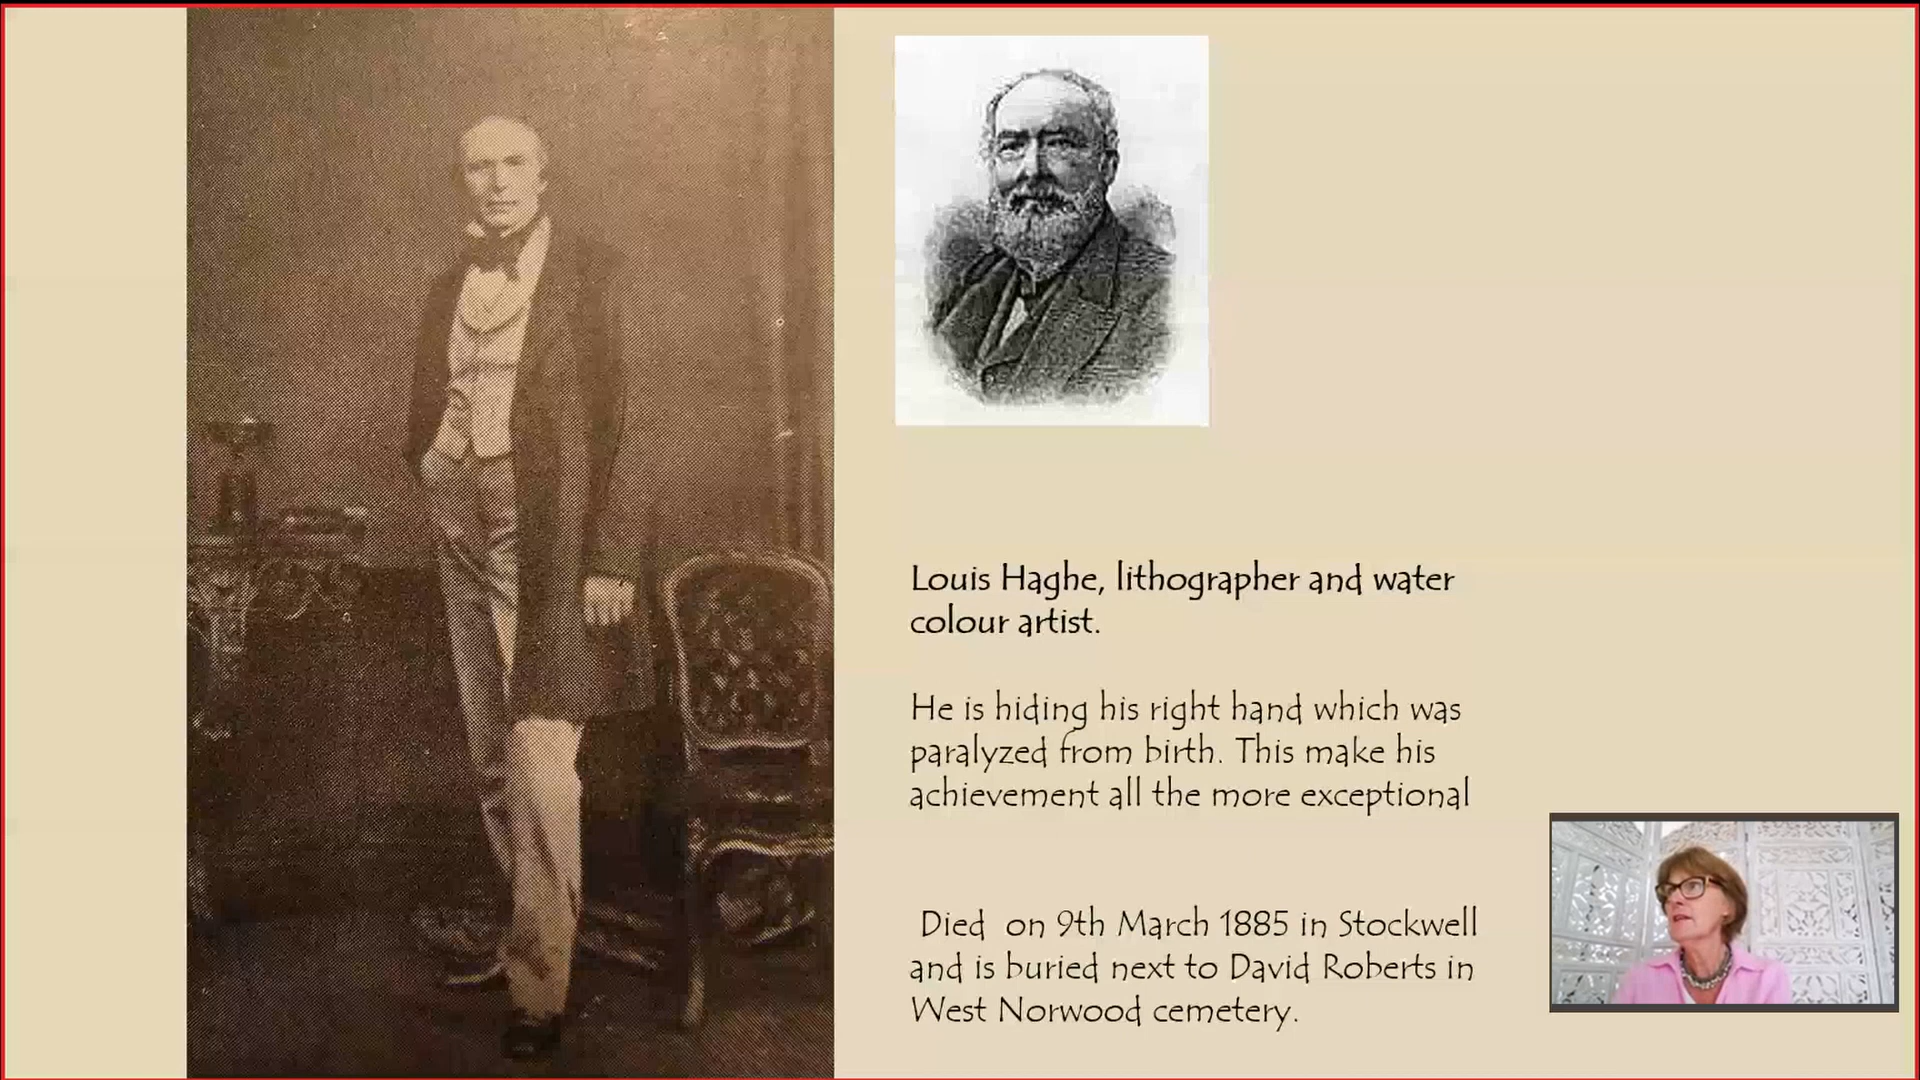 Louis Haghe, lithographer and water
colour artist.
He is hiding his right hand which was
paralyzed from birth. This make his
achievement all the more exceptional
Died on 9th March 1885 in Stockwell
and is buried next to David Roberts in
West Norwood cemetery.